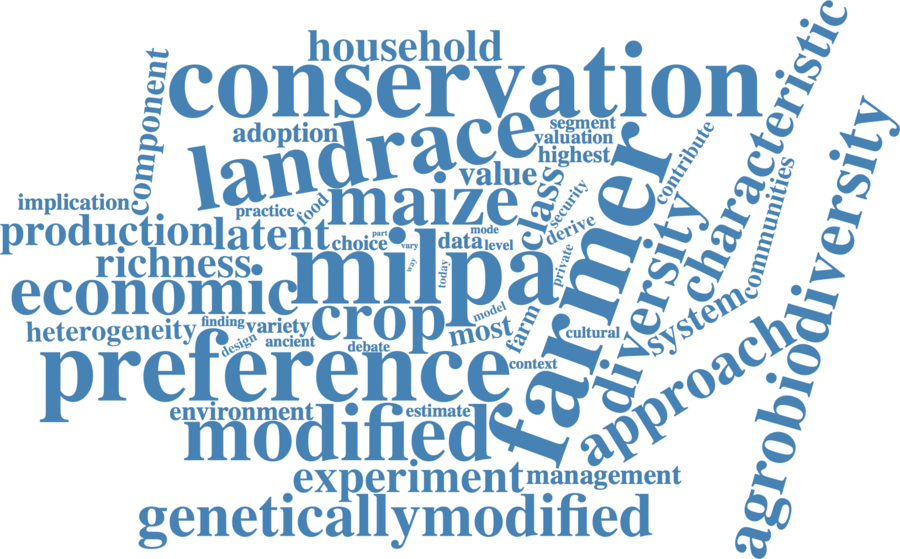 household
conservation
component
characteristic
adoption
landrace
segment
valuation
highest
contribute
farmer
value
class
maize
food
practice
implication
production
latent
choice
part
vary
mode
data
level
security
derive
private
communities
agrobiodiversity
diversity
richness
milpa
way
today
economic
crop
model
most
farm
system
heterogeneity
finding
variety
design
ancient
debate
cultural
context
preference
approach
environment
estimate
modified
experiment
management
geneticallymodified